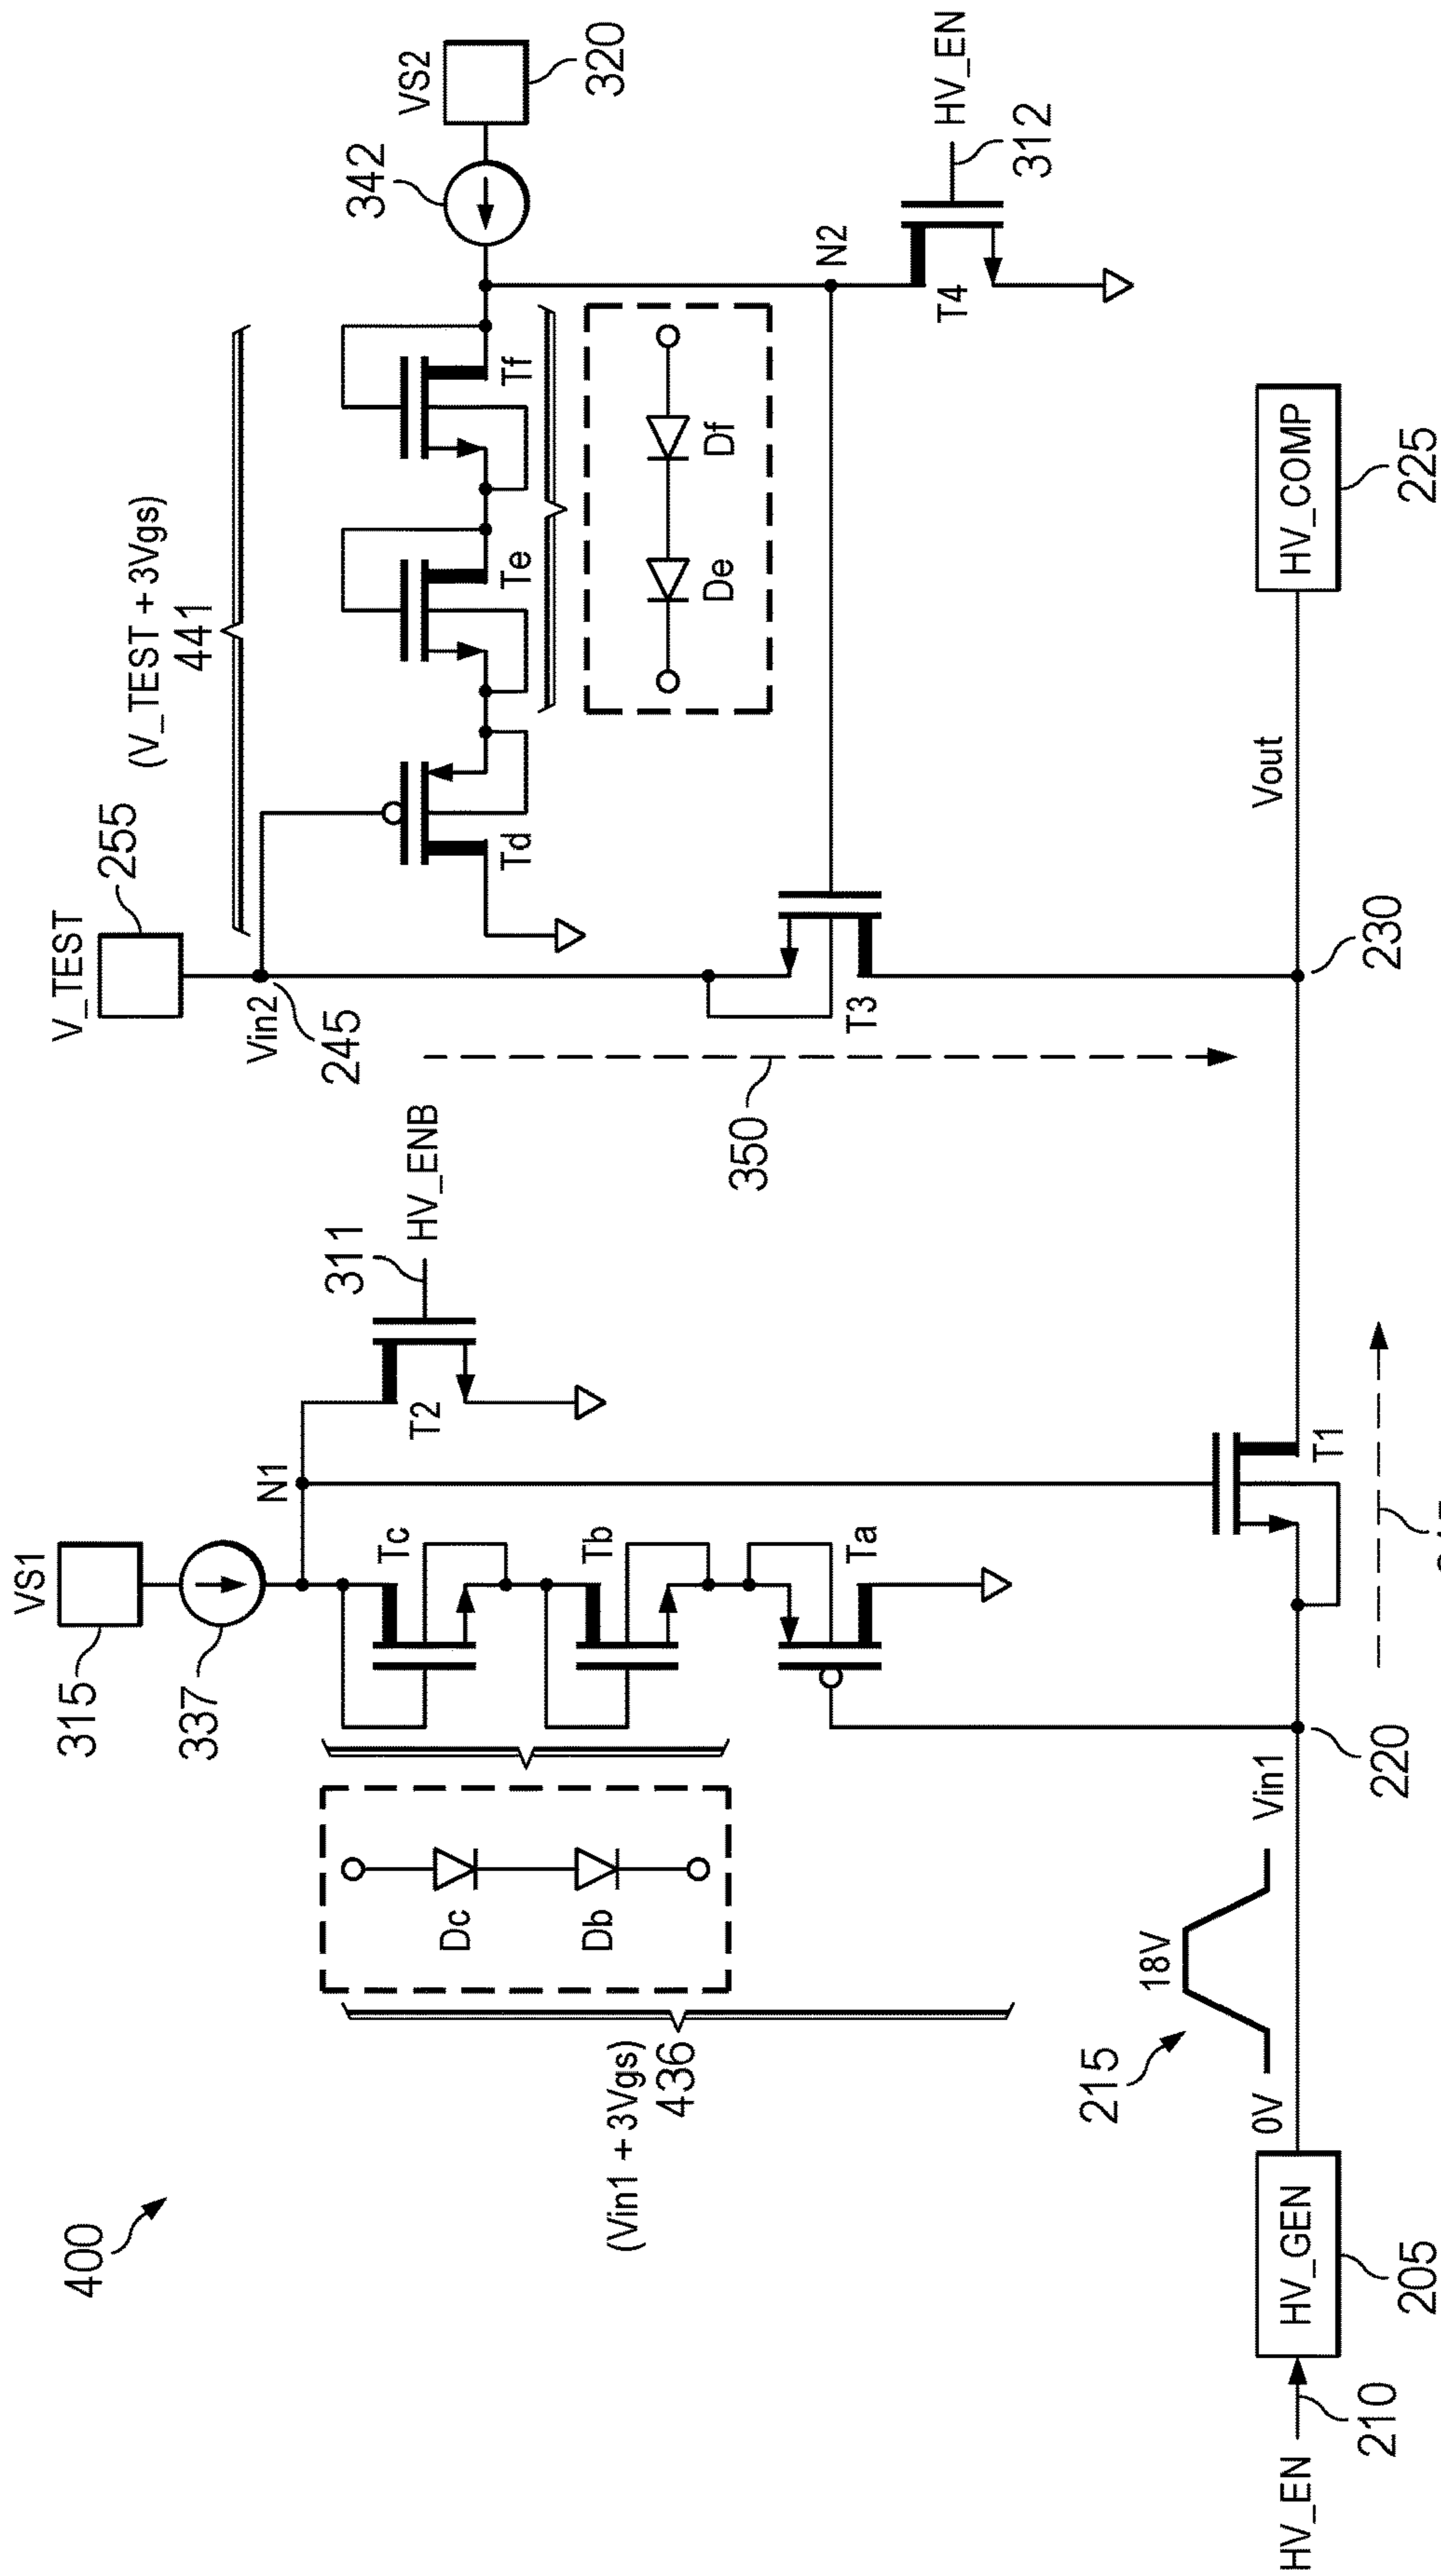 400
VS1
315
337
N1
Tc
Tb
Ta
T2
311
HV_ENB
Dc
Db
(Vin1 + 3Vgs)
436
HV_EN
210
HV_GEN
205
0V
18V
215
Vin1
220
T1
V_TEST
255
Vin2
245
(V_TEST + 3Vgs)
441
Td
Te
Tf
De
Df
342
VS2
320
N2
T4
HV_EN
312
T3
350
230
Vout
HV_COMP
225